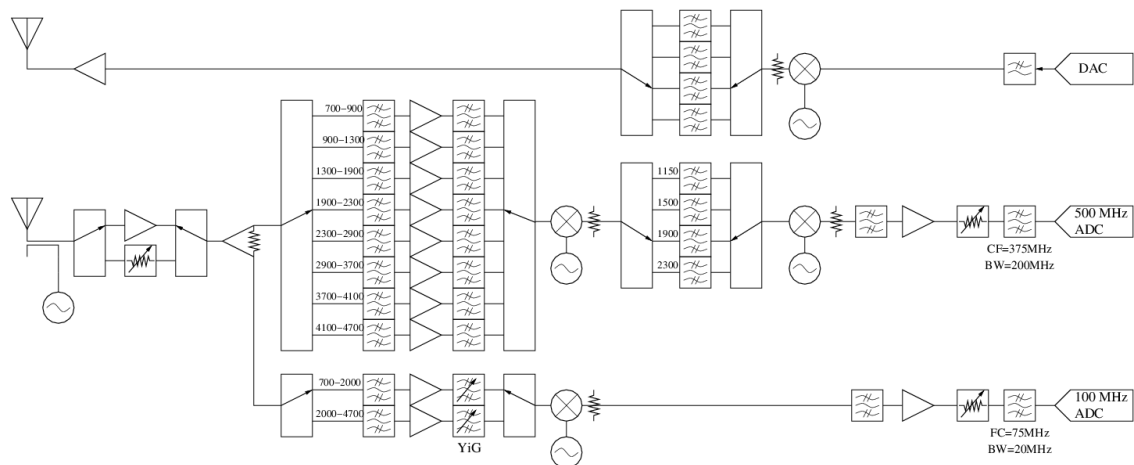 DAC
700−900
900−1300
1300−1900
1900−2300
2300−2900
2900−3700
3700−4100
4100−4700
1150
1500
1900
2300
500 MHz
ADC
CF=375MHz
BW=200MHz
700−2000
2000−4700
YiG
100 MHz
ADC
FC=75MHz
BW=20MHz